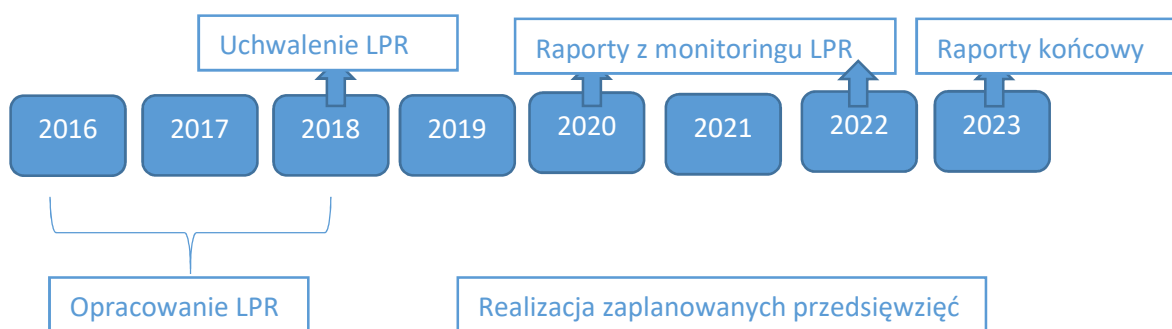 Uchwalenie LPR
Raporty z monitoringu LPR
Raporty końcowy
2016
2017
2018
2019
2020
2021
2022
2023
Opracowanie LPR
Realizacja zaplanowanych przedsięwzięć